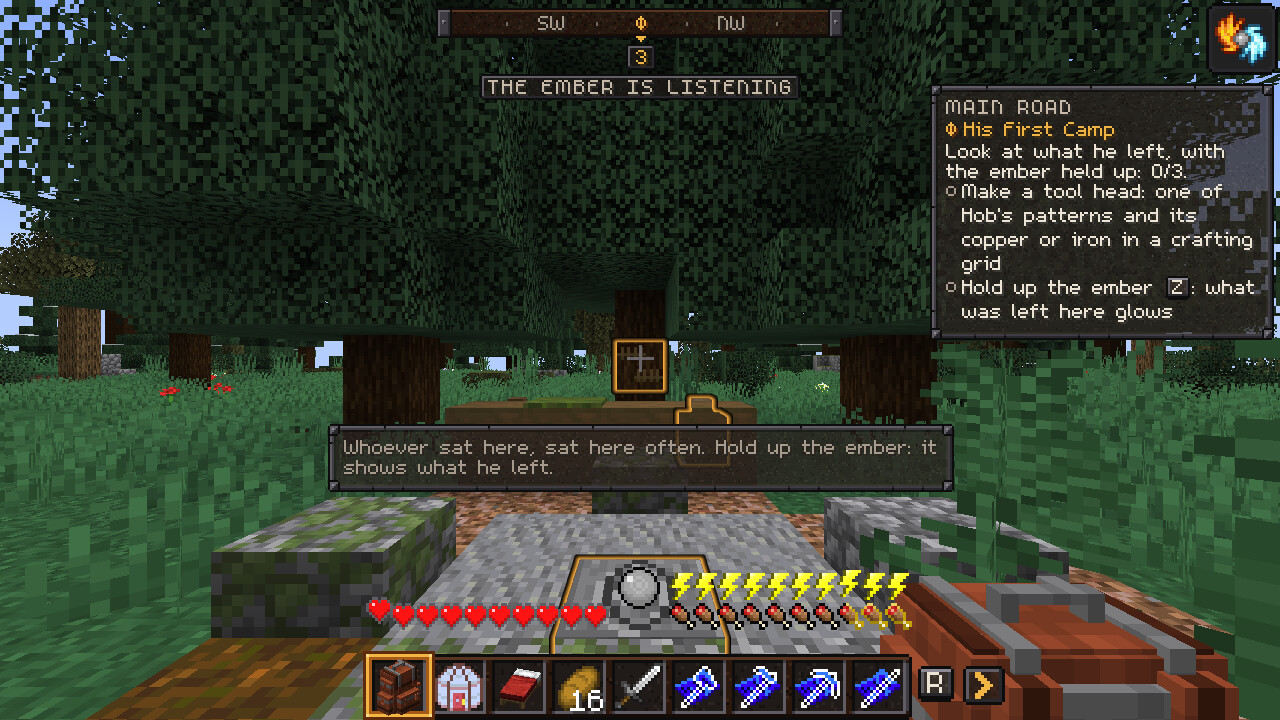 SW
NW
3
THE EMBER IS LISTENING
MAIN ROAD
His First Camp
Look at what he left, with
the ember held up: 0/3.
Make a tool head: one of
Hob's patterns and its
copper or iron in a crafting
grid
Hold up the ember Z: what
was left here glows
Whoever sat here, sat here often. Hold up the ember: it
shows what he left.
16
R